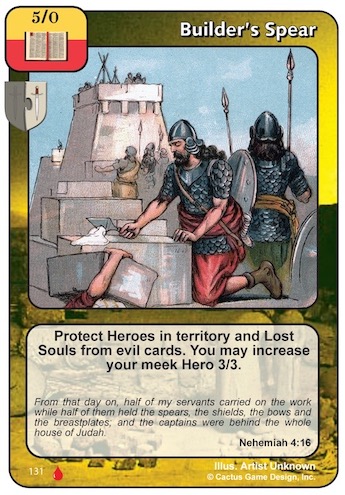 5/0
Builder's Spear
Protect Heroes in territory and Lost
Souls from evil cards. You may increase
your meek Hero 3/3.
From that day on, half of my servants carried on the work
while half of them held the spears, the shields, the bows and
the breastplates; and the captains were behind the whole
house of Judah.
Nehemiah 4:16
131
Illus. Artist Unknown
© Cactus Game Design, Inc.